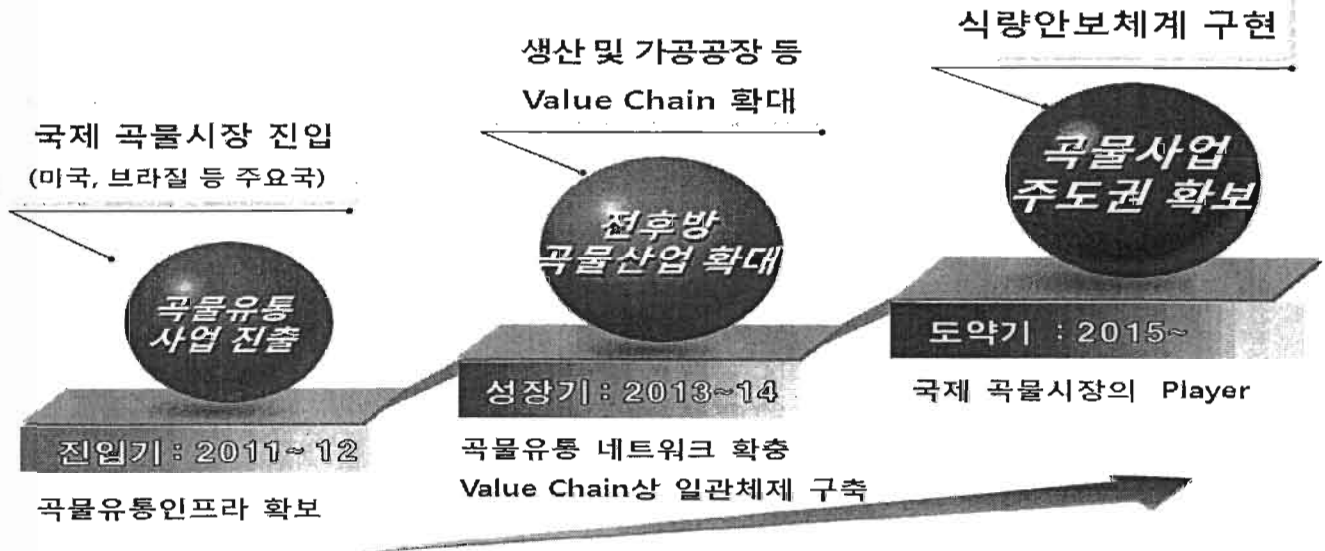 국제 곡물시장 진입
(미국, 브라질 등 주요국)
곡물유통
사업 진출
진입기 : 2011~12
곡물유통인프라 확보
생산 및 가공공장 등
Value Chain 확대
전후방
곡물산업 확대
성장기 : 2013~14
곡물유통 네트워크 확충
Value Chain상 일관체제 구축
식량안보체계 구현
곡물사업
주도권 확보
도약기 : 2015~
국제 곡물시장의 Player